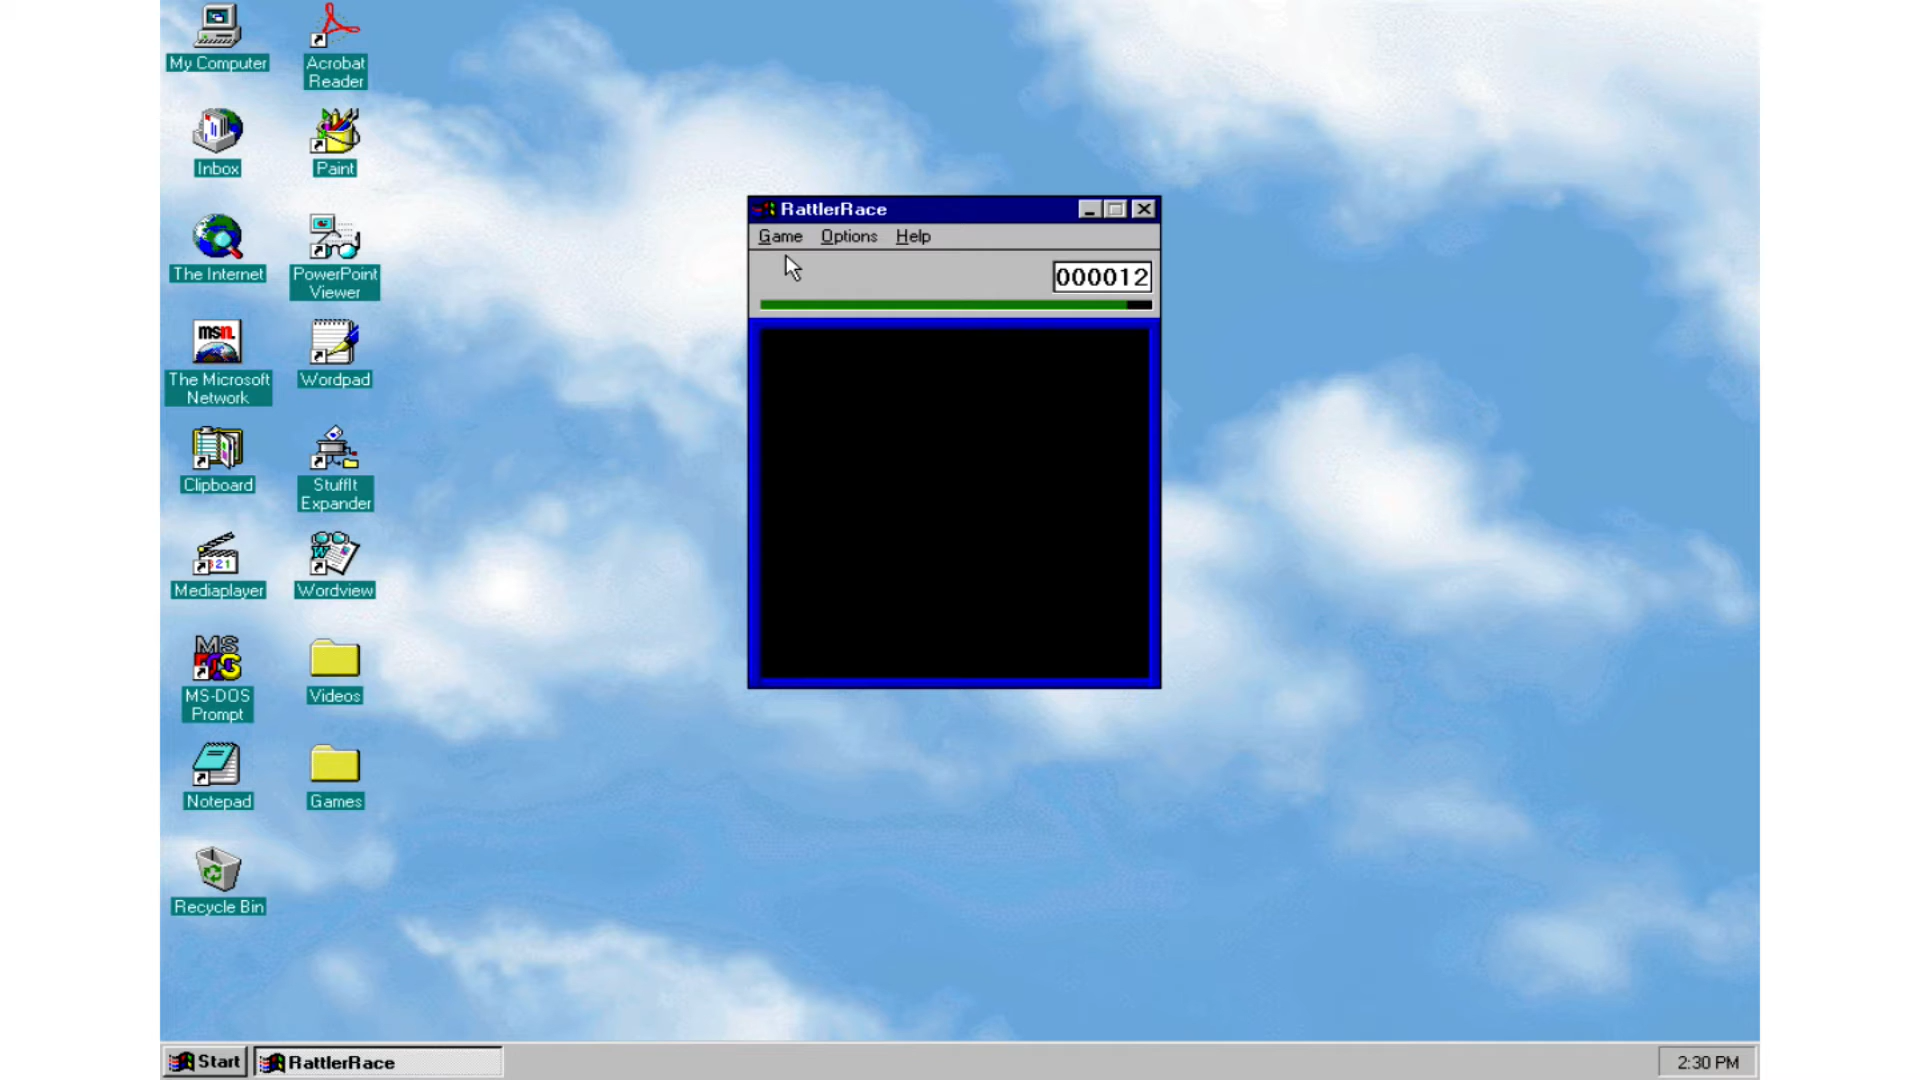 My Computer
Acrobat
Reader
Inbox
Paint
The Internet
PowerPoint
Viewer
msn.
The Microsoft
Network
Wordpad
Clipboard
StuffIt
Expander
Mediaplayer
Wordview
MS-DOS
Prompt
Videos
Notepad
Games
Recycle Bin
RattlerRace
Game Options Help
000012
Start
RattlerRace
2:30 PM